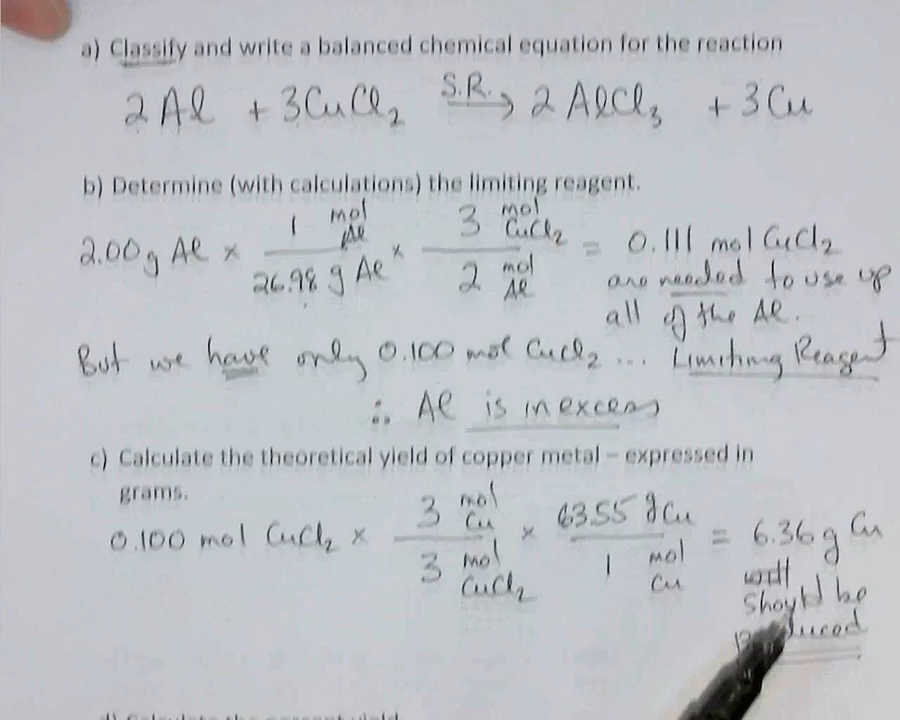 a) Classify and write a balanced chemical equation for the reaction
2 Al + 3CuCl₂ S.R. → 2 AlCl₃ + 3 Cu
b) Determine (with calculations) the limiting reagent.
2.00 g Al × 1 mol Al / 26.98 g Al × 3 mol CuCl₂ / 2 mol Al = 0.111 mol CuCl₂
are needed to use up
all of the Al.
But we have only 0.100 mol CuCl₂ ... Limiting Reagent
∴ Al is in excess
c) Calculate the theoretical yield of copper metal – expressed in
grams.
0.100 mol CuCl₂ × 3 mol Cu / 3 mol CuCl₂ × 63.55 g Cu / 1 mol Cu = 6.36 g Cu
will
should be